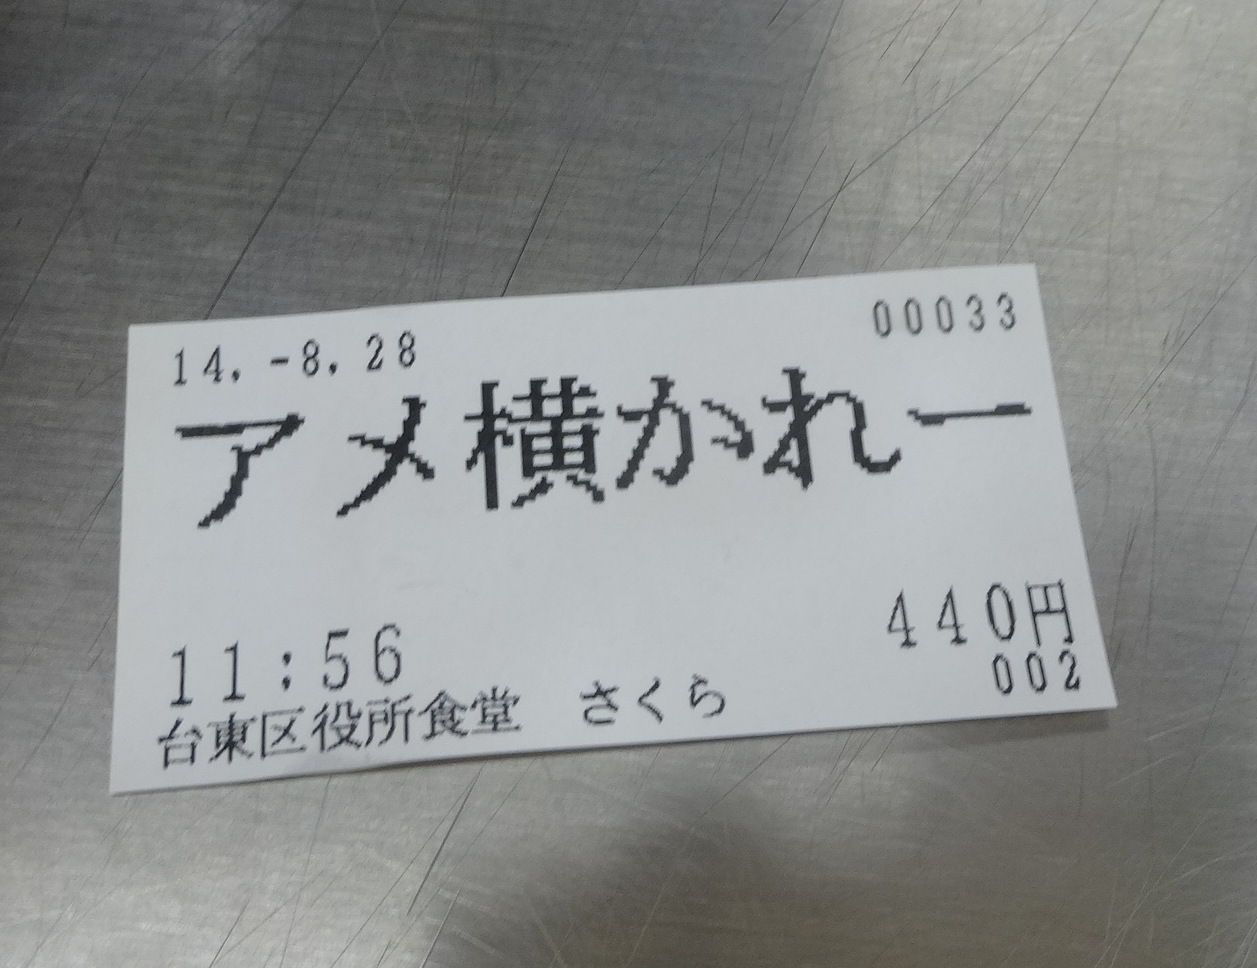 14.-8.28 00033
アメ横かれー
440円
11:56 002
台東区役所食堂 さくら